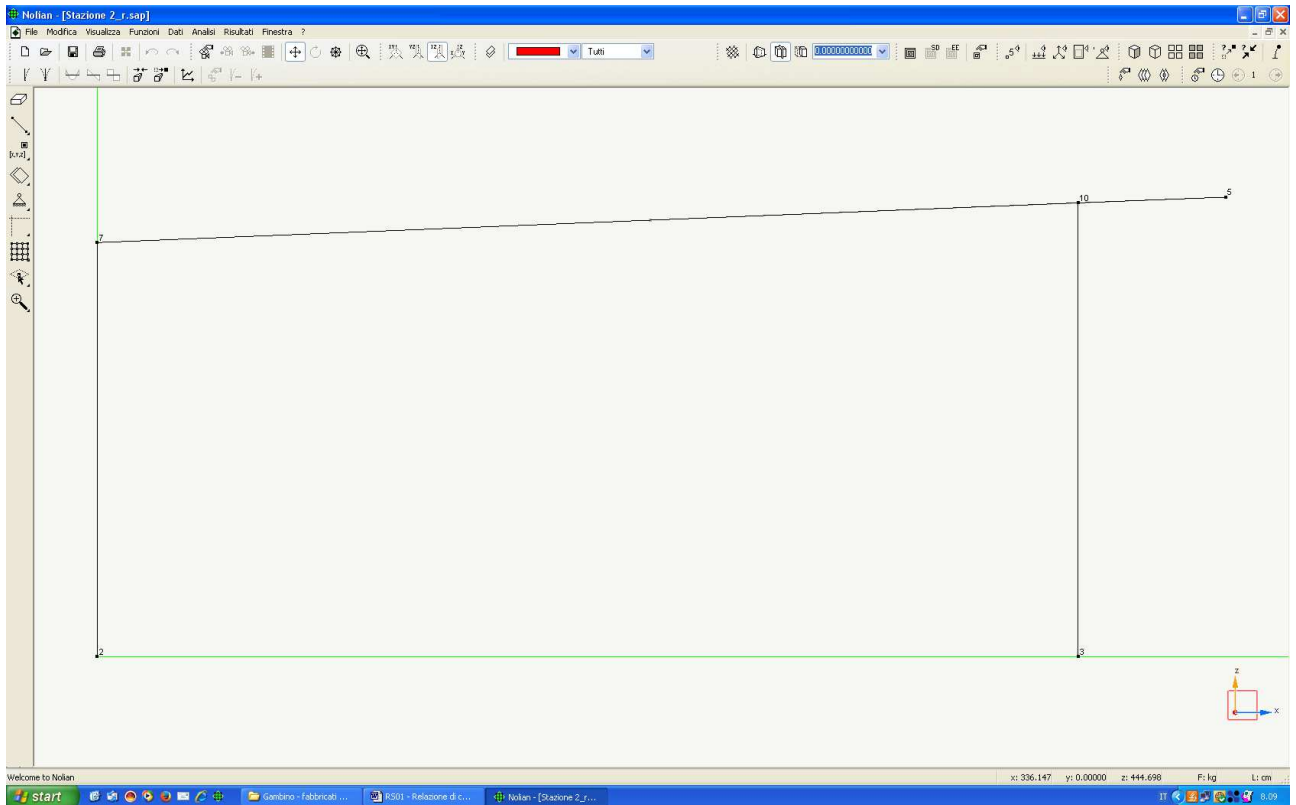 Nolian - [Stazione 2_r.sap]
File Modifica Visualizza Funzioni Dati Analisi Risultati Finestra ?
Tutti
0.00000000000
1
5
10
7
2
3
z
x
Welcome to Nolian
x: 336.147 y: 0.00000 z: 444.698 F: kg L: cm
start
Gambino - fabbricati ...
RS01 - Relazione di c...
Nolian - [Stazione 2_r...
IT
8.09